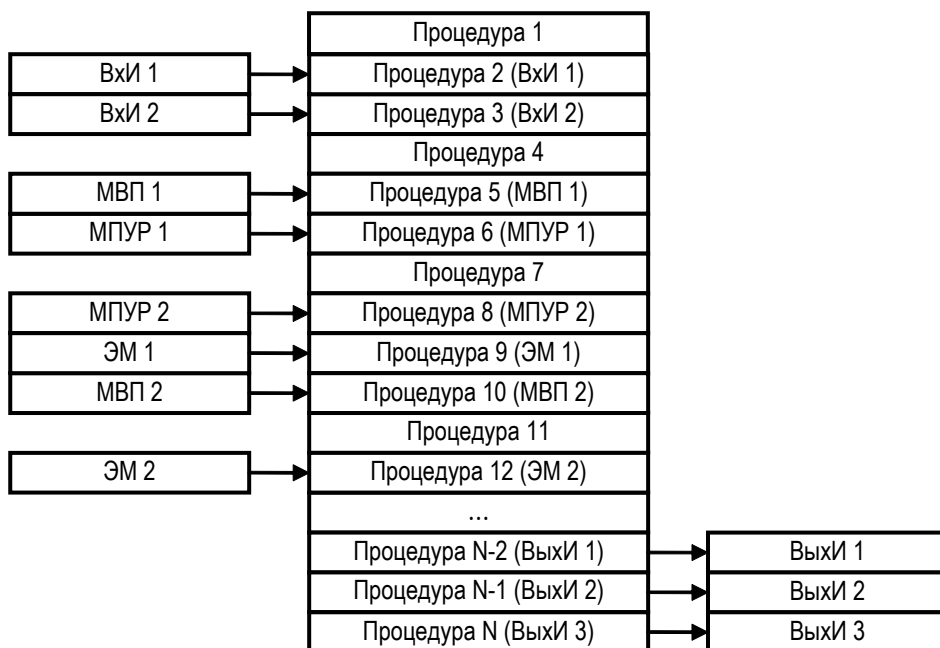 Процедура 1
ВхИ 1
Процедура 2 (ВхИ 1)
ВхИ 2
Процедура 3 (ВхИ 2)
Процедура 4
МВП 1
Процедура 5 (МВП 1)
МПУР 1
Процедура 6 (МПУР 1)
Процедура 7
МПУР 2
Процедура 8 (МПУР 2)
ЭМ 1
Процедура 9 (ЭМ 1)
МВП 2
Процедура 10 (МВП 2)
Процедура 11
ЭМ 2
Процедура 12 (ЭМ 2)
...
Процедура N-2 (ВыхИ 1)
ВыхИ 1
Процедура N-1 (ВыхИ 2)
ВыхИ 2
Процедура N (ВыхИ 3)
ВыхИ 3